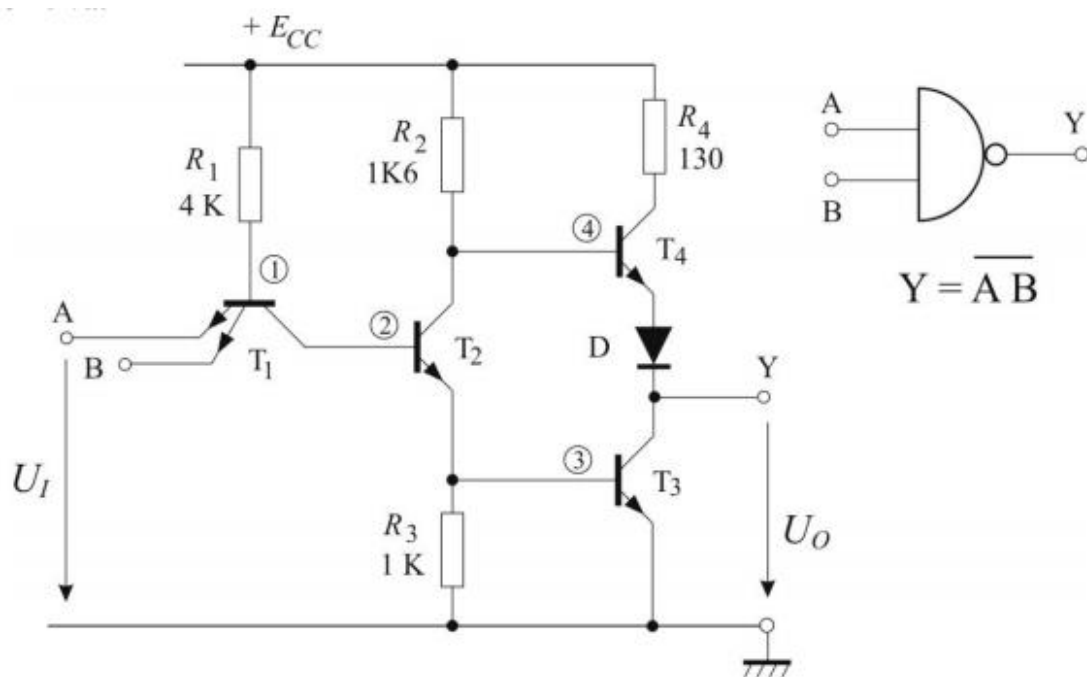 + E_CC
R_1
4 K
R_2
1K6
R_4
130
A
B
Y
Y = \overline{A B}
①
②
③
④
A
B
T_1
T_2
T_4
D
Y
T_3
R_3
1 K
U_I
U_O